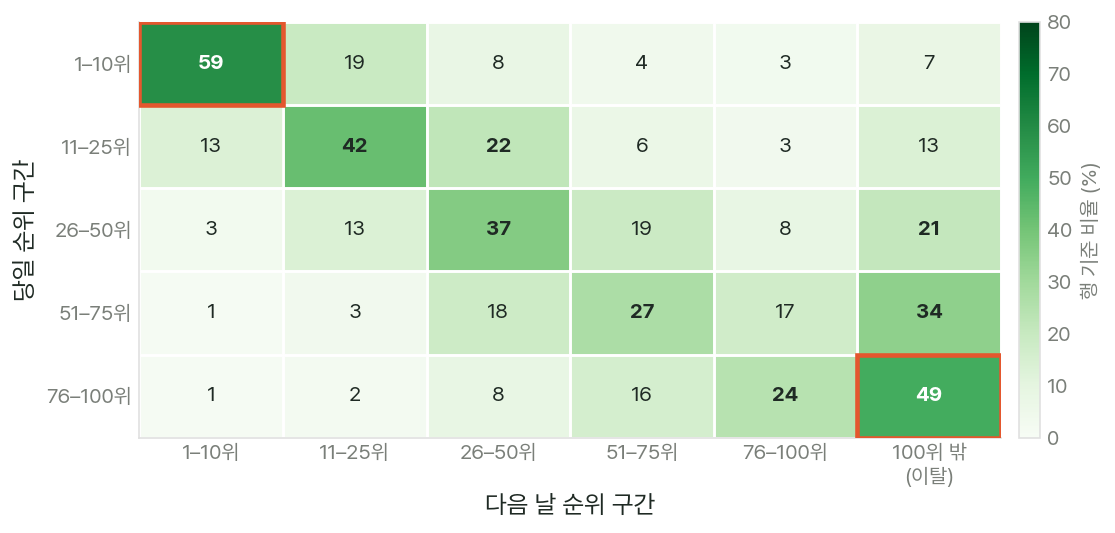 1–10위 59 19 8 4 3 7
11–25위 13 42 22 6 3 13
26–50위 3 13 37 19 8 21
51–75위 1 3 18 27 17 34
76–100위 1 2 8 16 24 49
1–10위 11–25위 26–50위 51–75위 76–100위 100위 밖
(이탈)
다음 날 순위 구간
당일 순위 구간
80
70
60
50
40
30
20
10
0
행 기준 비율 (%)